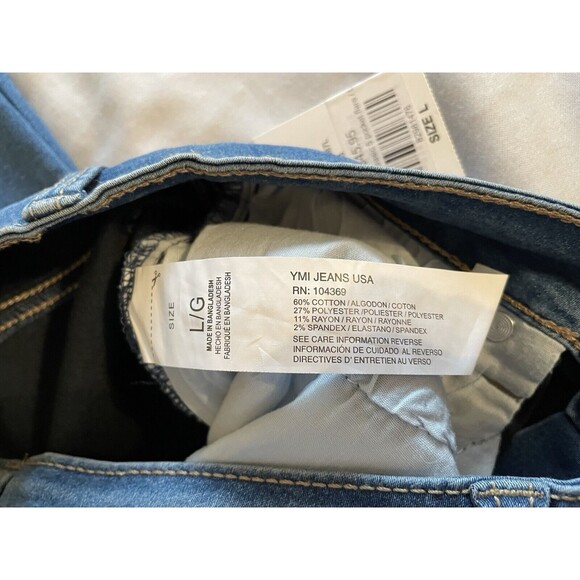 SIZE L
SIZE
L/G
MADE IN BANGLADESH
HECHO EN BANGLADESH
FABRIQUE EN BANGLADESH
YMI JEANS USA
RN: 104369
60% COTTON/ALGODON/COTON
27% POLYESTER/POLIESTER/POLYESTER
11% RAYON/RAYON/RAYONNE
2% SPANDEX/ELASTANO/SPANDEX
SEE CARE INFORMATION REVERSE
INFORMACIÓN DE CUIDADO AL REVERSO
DIRECTIVES D' ENTRETIEN AU VERSO